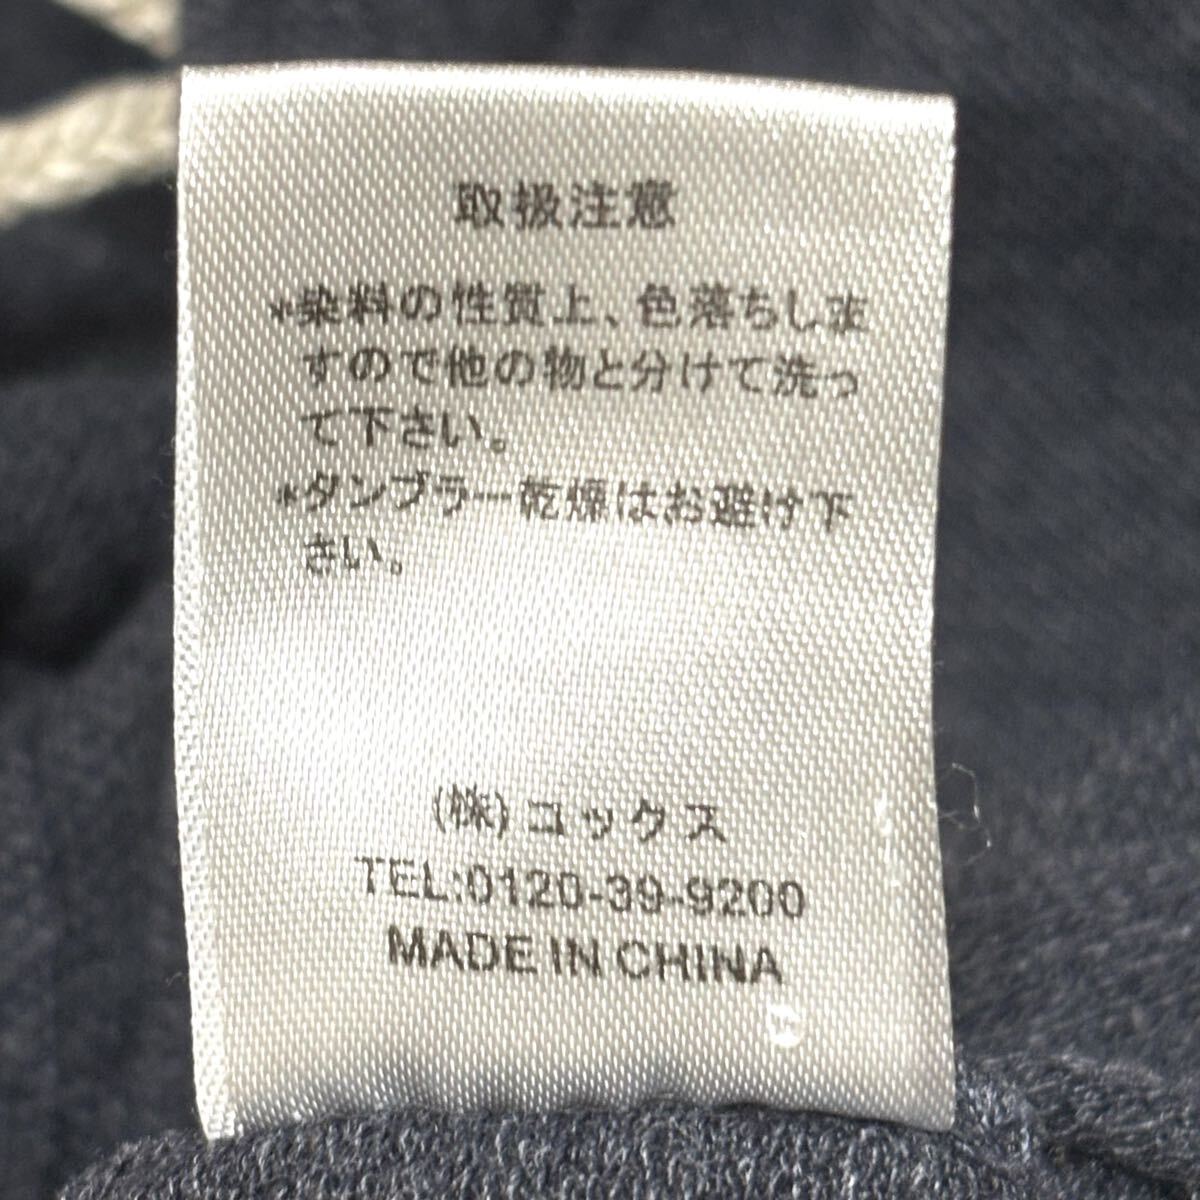 取扱注意
*染料の性質上、色落ちしま
すので他の物と分けて洗っ
て下さい。
*タンブラー乾燥はお避け下
さい。
(株)コックス
TEL:0120-39-9200
MADE IN CHINA